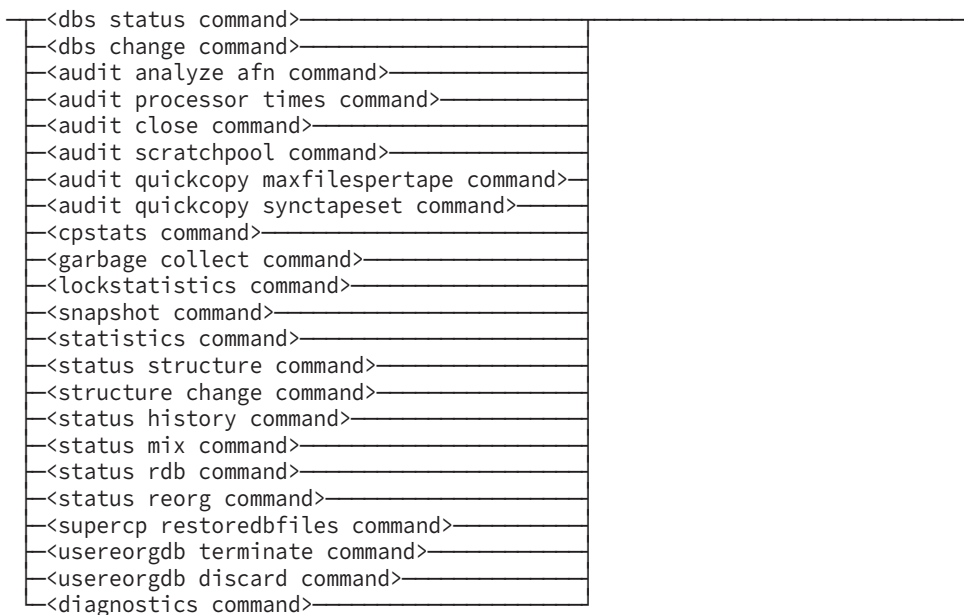 <dbs status command>
<dbs change command>
<audit analyze afn command>
<audit processor times command>
<audit close command>
<audit scratchpool command>
<audit quickcopy maxfilespertape command>
<audit quickcopy synctapeset command>
<cpstats command>
<garbage collect command>
<lockstatistics command>
<snapshot command>
<statistics command>
<status structure command>
<structure change command>
<status history command>
<status mix command>
<status rdb command>
<status reorg command>
<supercp restoredbfiles command>
<usereorgdb terminate command>
<usereorgdb discard command>
<diagnostics command>